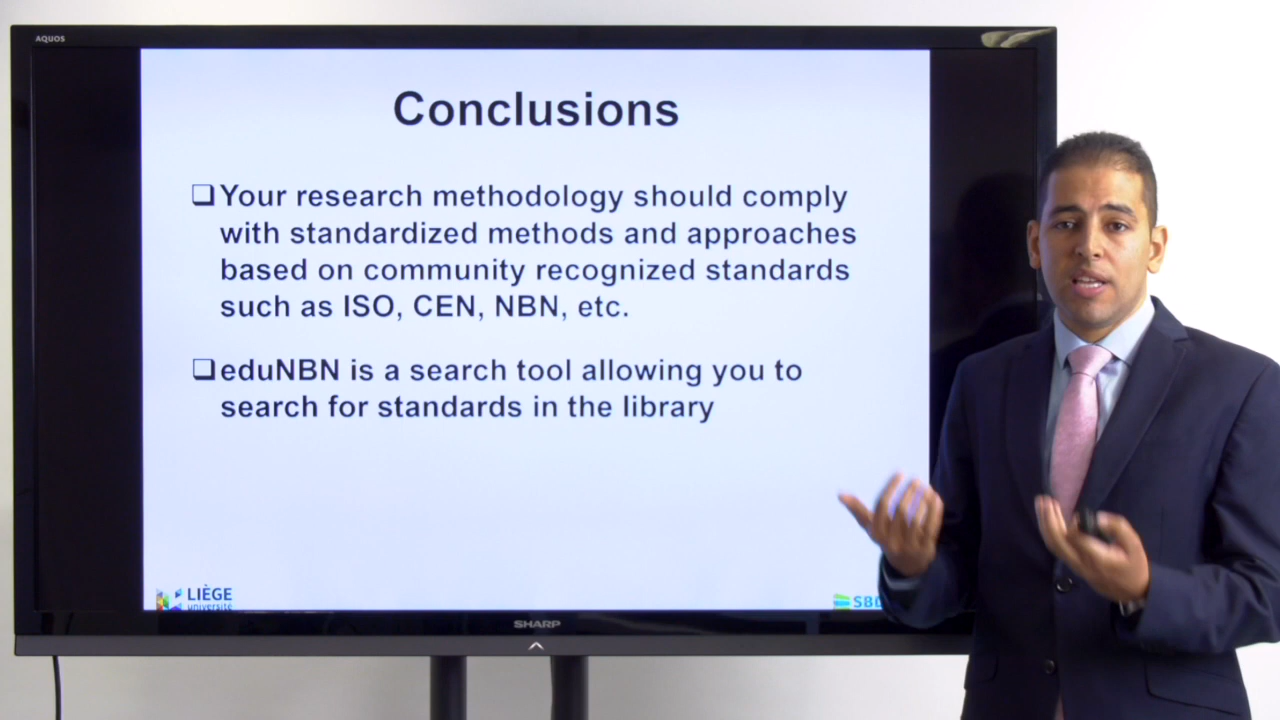 AQUOS
Conclusions
❑Your research methodology should comply
with standardized methods and approaches
based on community recognized standards
such as ISO, CEN, NBN, etc.
❑eduNBN is a search tool allowing you to
search for standards in the library
LIÈGE
université
SHARP